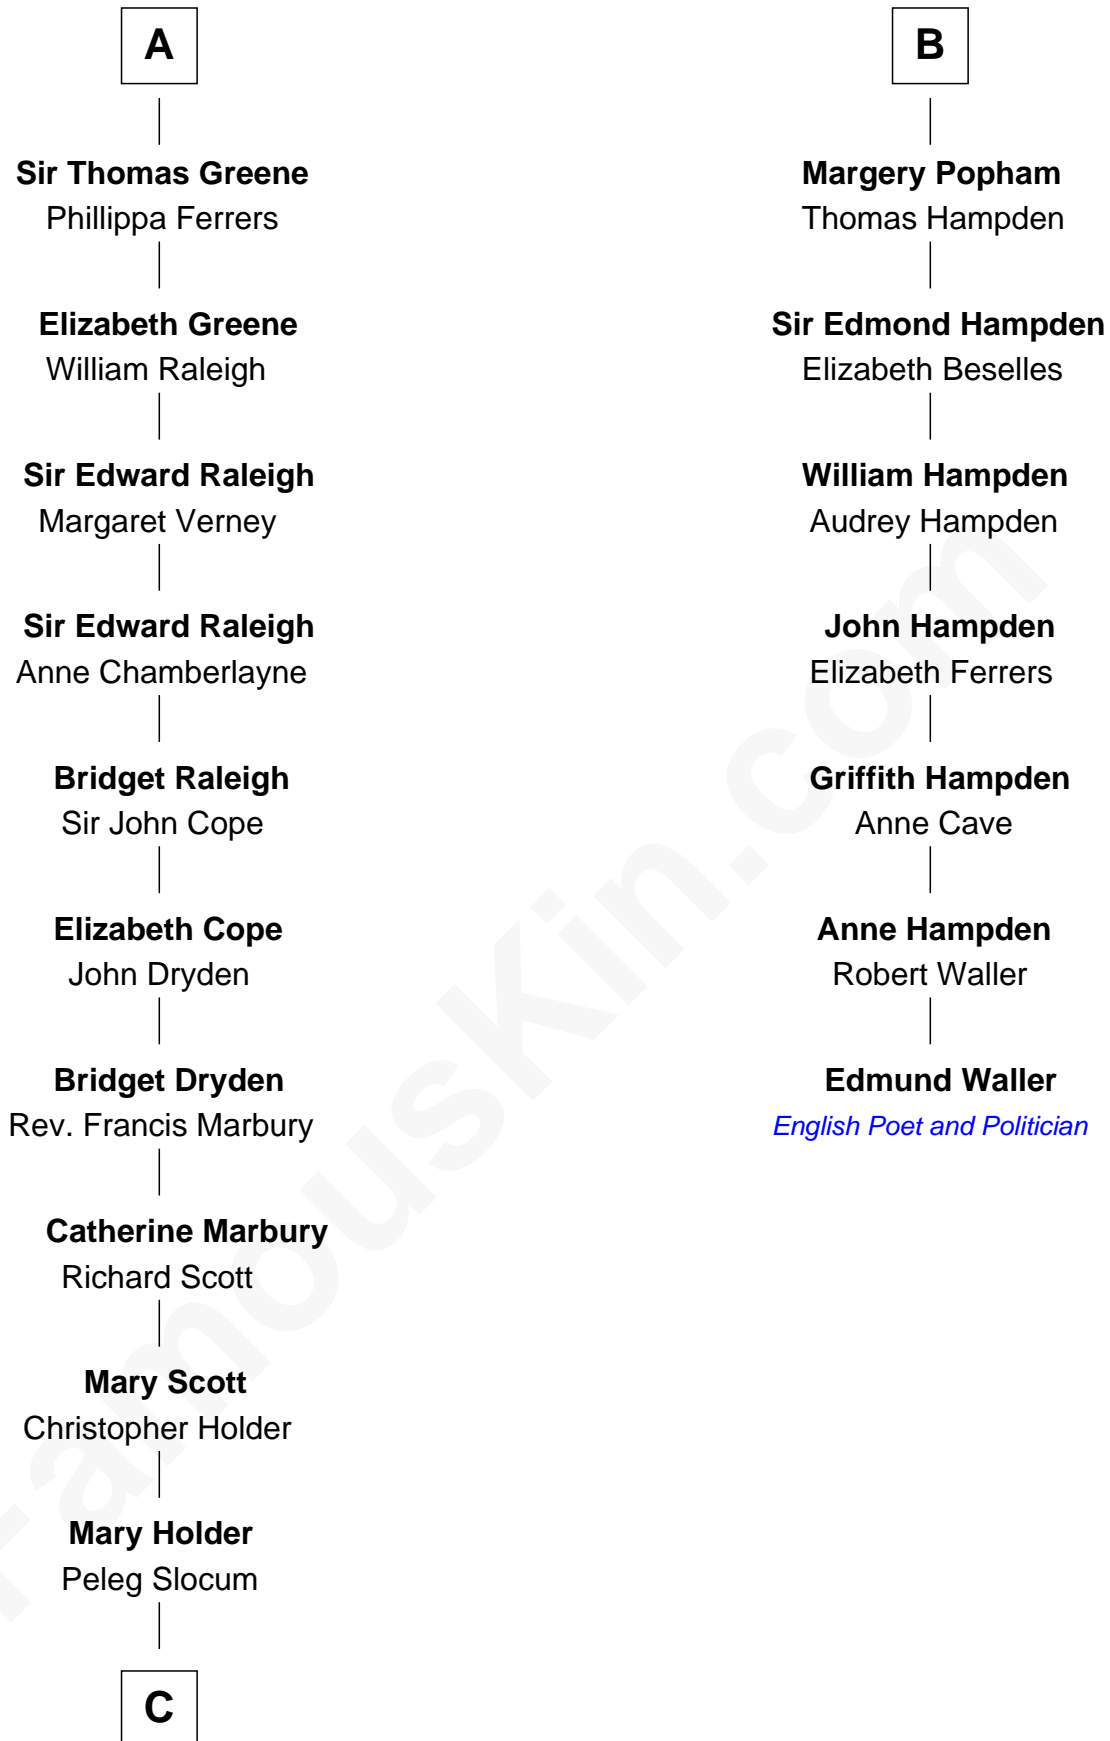 A
Sir Thomas Greene
Phillippa Ferrers
Elizabeth Greene
William Raleigh
Sir Edward Raleigh
Margaret Verney
Sir Edward Raleigh
Anne Chamberlayne
Bridget Raleigh
Sir John Cope
Elizabeth Cope
John Dryden
Bridget Dryden
Rev. Francis Marbury
Catherine Marbury
Richard Scott
Mary Scott
Christopher Holder
Mary Holder
Peleg Slocum
C
B
Margery Popham
Thomas Hampden
Sir Edmond Hampden
Elizabeth Beselles
William Hampden
Audrey Hampden
John Hampden
Elizabeth Ferrers
Griffith Hampden
Anne Cave
Anne Hampden
Robert Waller
Edmund Waller
English Poet and Politician
FamousKin.com